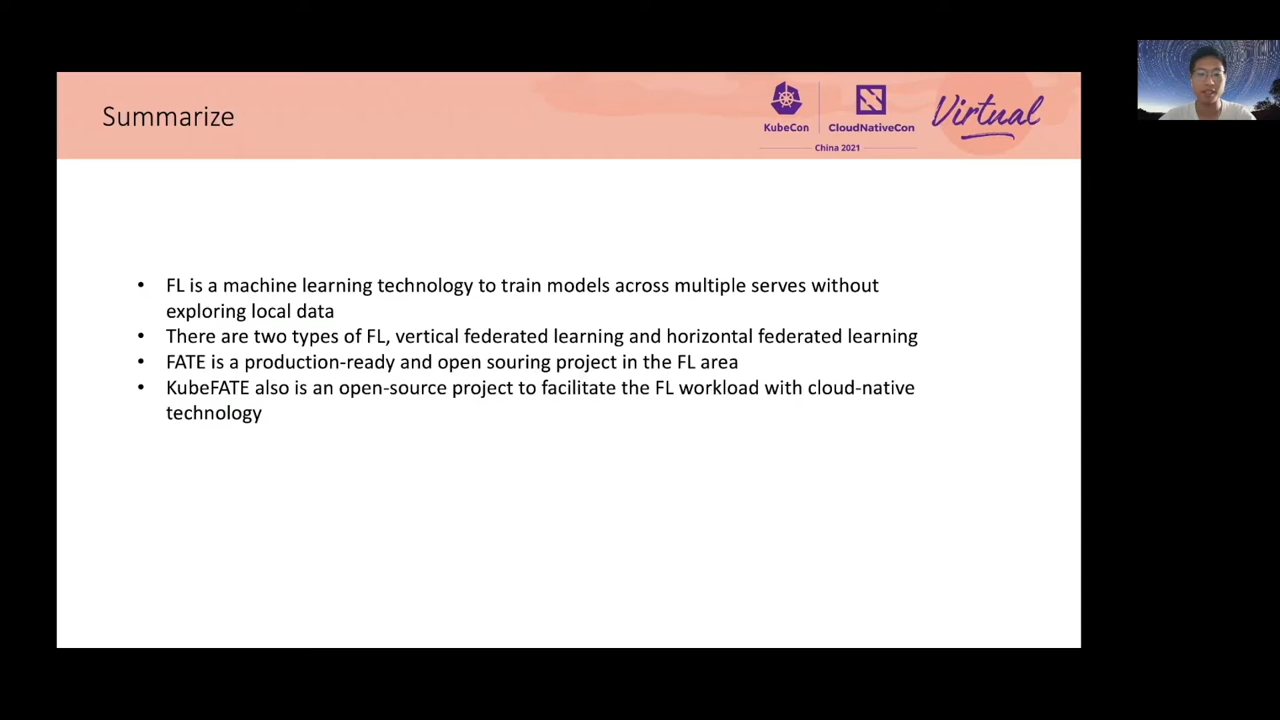 Summarize
KubeCon
CloudNativeCon
China 2021
Virtual
• FL is a machine learning technology to train models across multiple serves without
exploring local data
• There are two types of FL, vertical federated learning and horizontal federated learning
• FATE is a production-ready and open souring project in the FL area
• KubeFATE also is an open-source project to facilitate the FL workload with cloud-native
technology